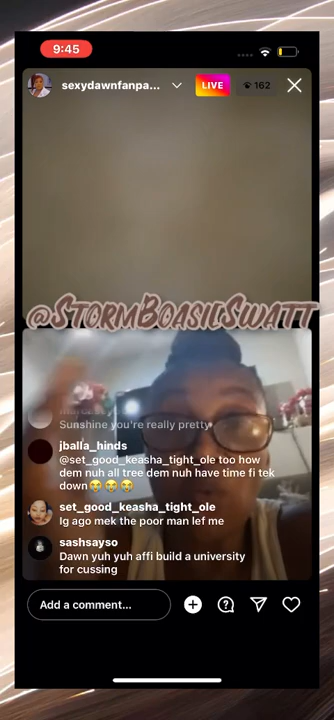 9:45
sexydawnfanpa...
LIVE
162
@STORMBOASILSWATT
Sunshine you're really pretty
jballa_hinds
@set_good_keasha_tight_ole too how
dem nuh all tree dem nuh have time fi tek
down😭😭😭
set_good_keasha_tight_ole
Ig ago mek the poor man lef me
sashsayso
Dawn yuh yuh affi build a university
for cussing
Add a comment...